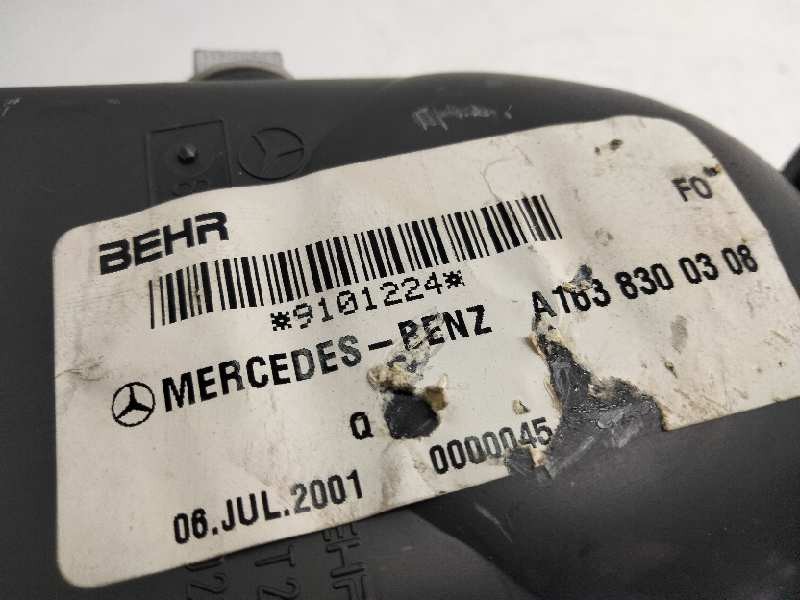 BEHR
FO
*9101224*
MERCEDES-BENZ A163 830 03 08
Q
06.JUL.2001 0000045